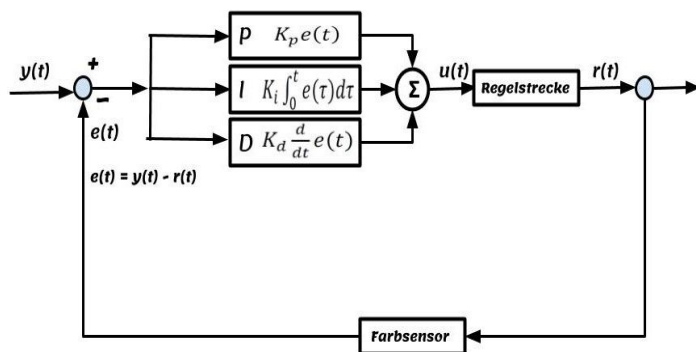 y(t)
+
−
e(t)
e(t) = y(t) - r(t)
P K_p e(t)
I K_i ∫_0^t e(τ)dτ
D K_d d/dt e(t)
Σ
u(t)
Regelstrecke
r(t)
Farbsensor